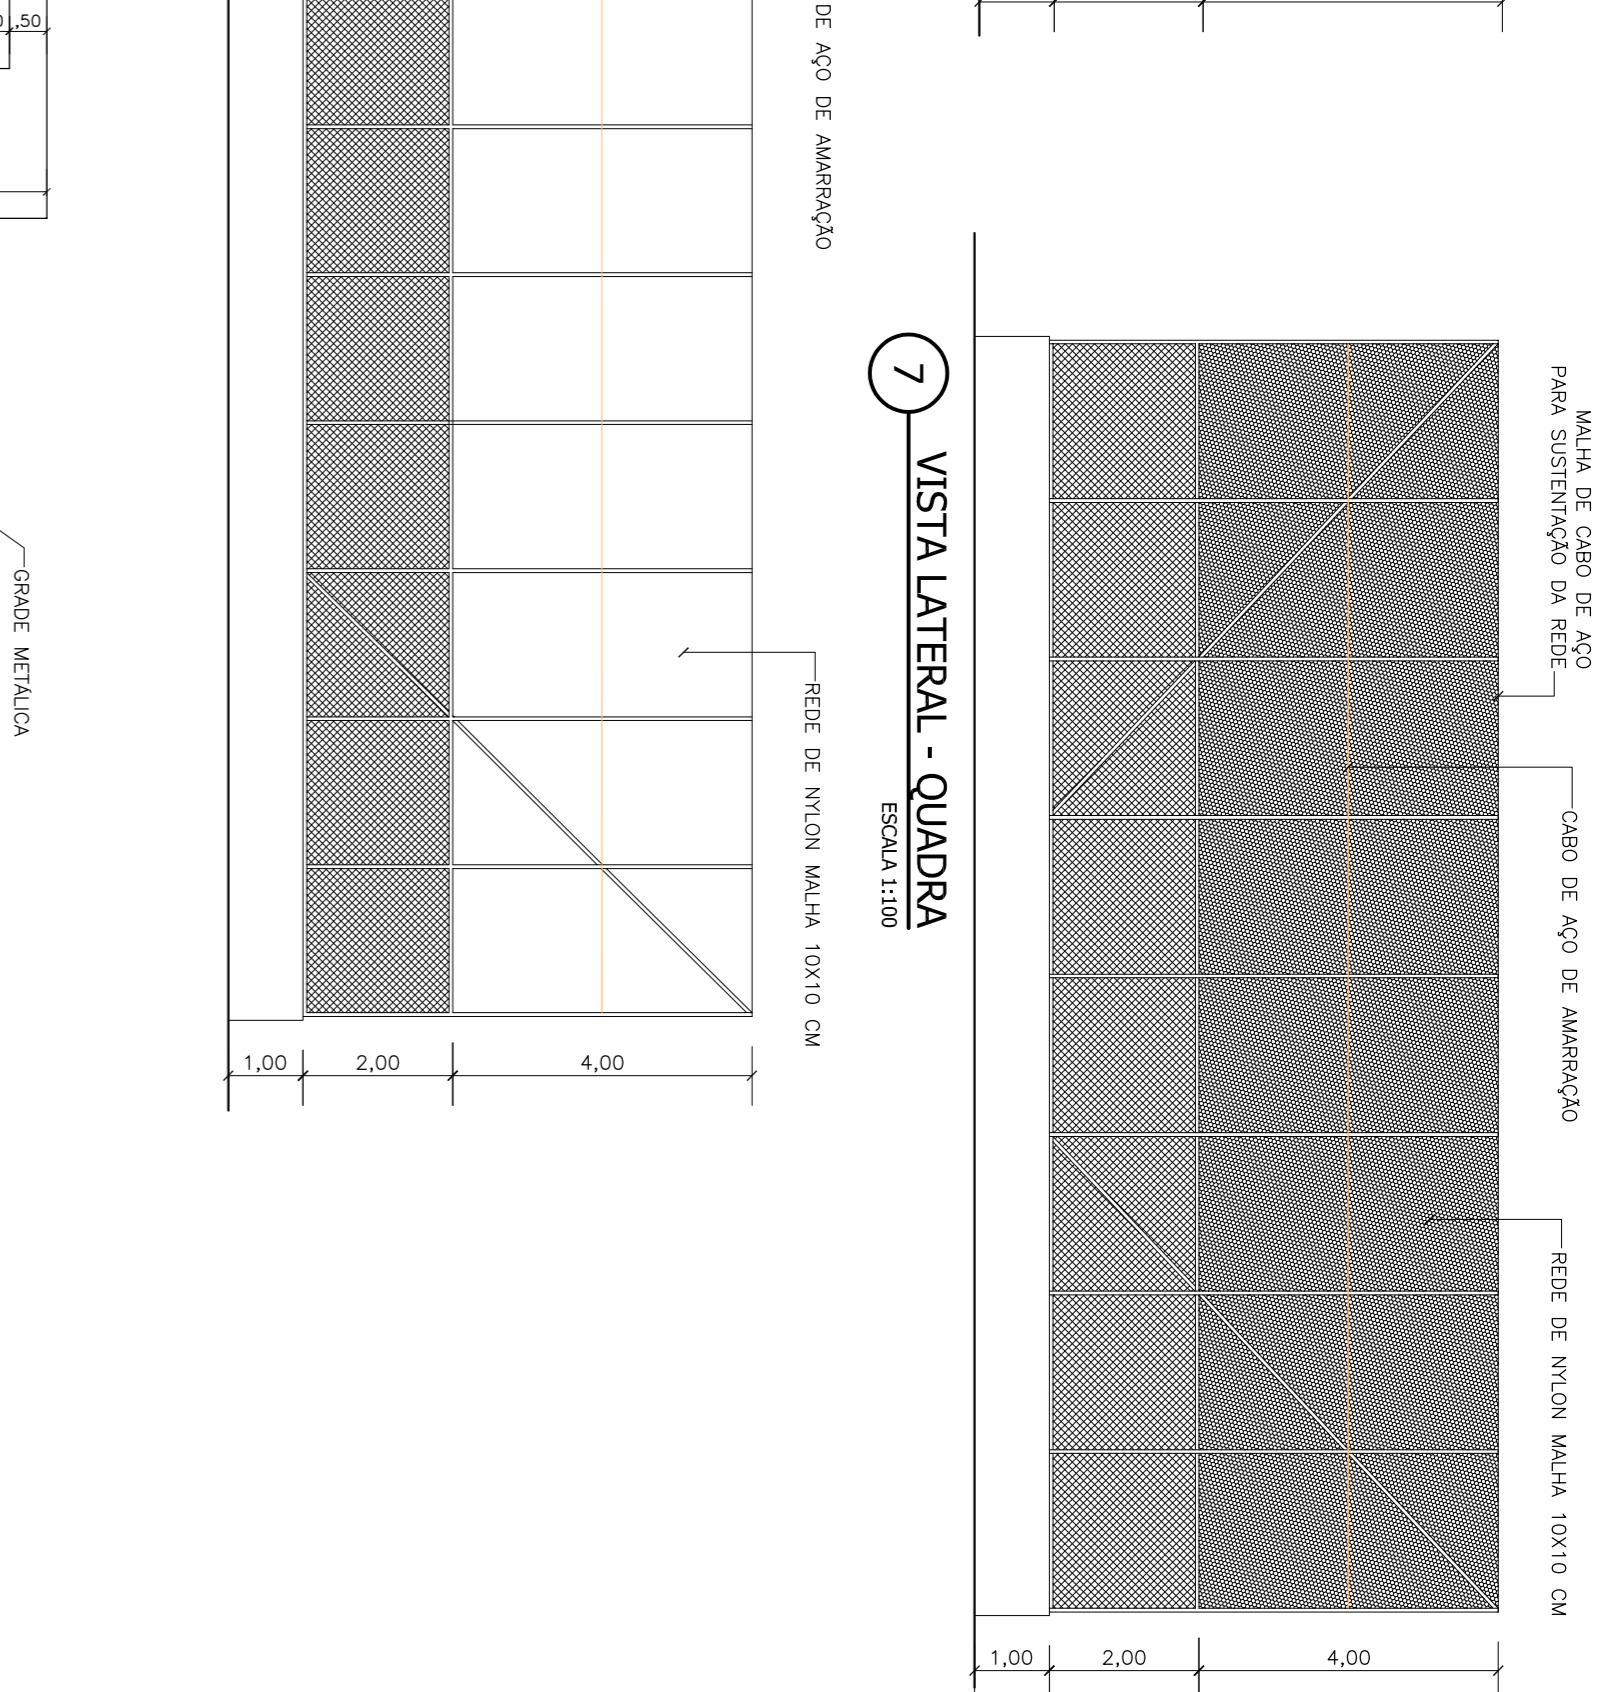 ,50
GRADE METÁLICA
DE AÇO DE AMARRAÇÃO
REDE DE NYLON MALHA 10X10 CM
1,00
2,00
4,00
7
VISTA LATERAL - QUADRA
ESCALA 1:100
MALHA DE CABO DE AÇO
PARA SUSTENTAÇÃO DA REDE
CABO DE AÇO DE AMARRAÇÃO
REDE DE NYLON MALHA 10X10 CM
1,00
2,00
4,00